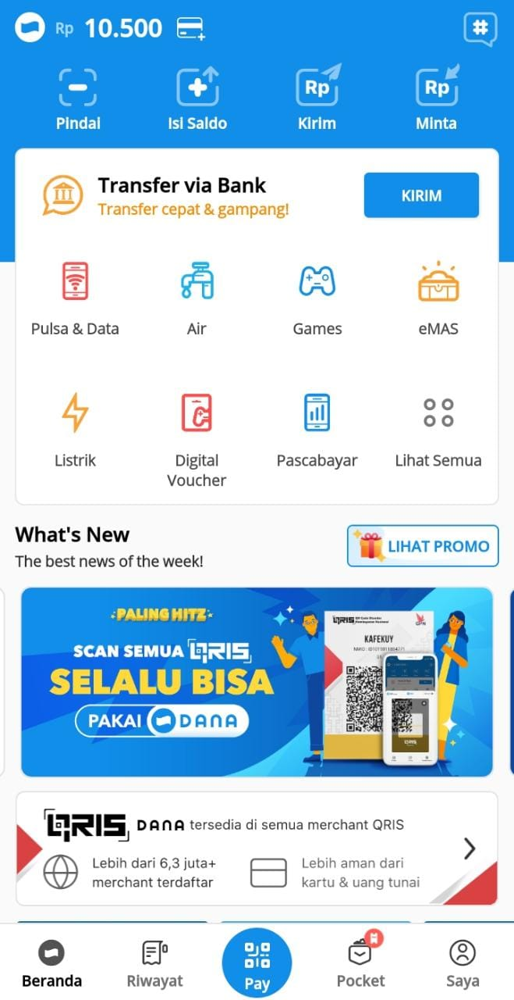 Rp 10.500
#
Pindai
Isi Saldo
Rp
Kirim
Rp
Minta
Transfer via Bank
Transfer cepat & gampang!
KIRIM
Pulsa & Data
Air
Games
eMAS
Listrik
Digital
Voucher
Pascabayar
Lihat Semua
What's New
The best news of the week!
LIHAT PROMO
PALING HITZ
SCAN SEMUA QRIS
SELALU BISA
PAKAI DANA
QRIS
GPN
KAFEKUY
QRIS DANA tersedia di semua merchant QRIS
Lebih dari 6,3 juta+
merchant terdaftar
Lebih aman dari
kartu & uang tunai
Beranda
Riwayat
Pay
Pocket
Saya